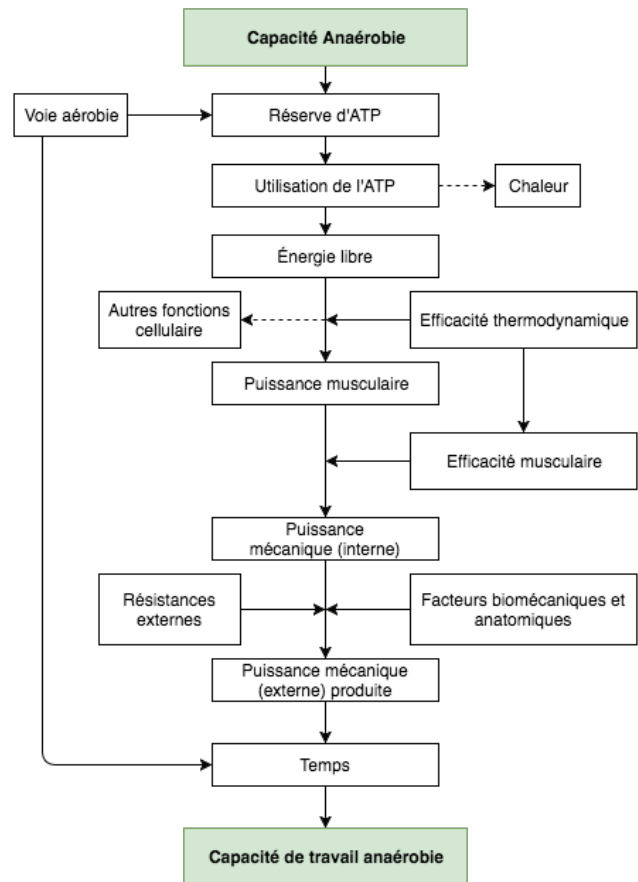 Capacité Anaérobie
Voie aérobie
Réserve d'ATP
Utilisation de l'ATP
Chaleur
Énergie libre
Autres fonctions
cellulaire
Efficacité thermodynamique
Puissance musculaire
Efficacité musculaire
Puissance
mécanique (interne)
Résistances
externes
Facteurs biomécaniques et
anatomiques
Puissance mécanique
(externe) produite
Temps
Capacité de travail anaérobie